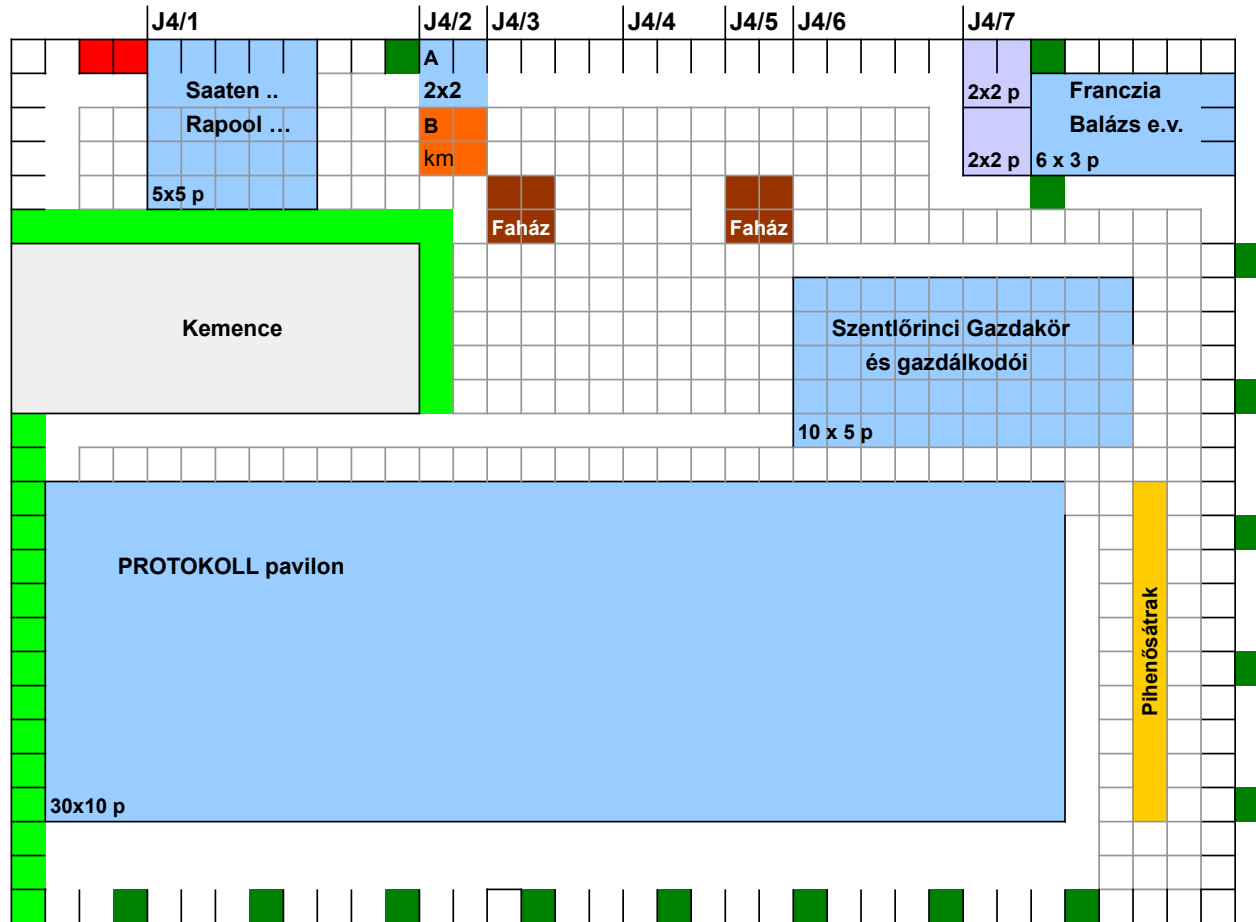 J4/1 J4/2 J4/3 J4/4 J4/5 J4/6 J4/7
A
2x2
B
km
Saaten ..
Rapool ...
5x5 p
2x2 p
2x2 p
Franczia
Balázs e.v.
6 x 3 p
Faház
Faház
Kemence
Szentlőrinci Gazdakör
és gazdálkodói
10 x 5 p
PROTOKOLL pavilon
30x10 p
Pihenősátrak